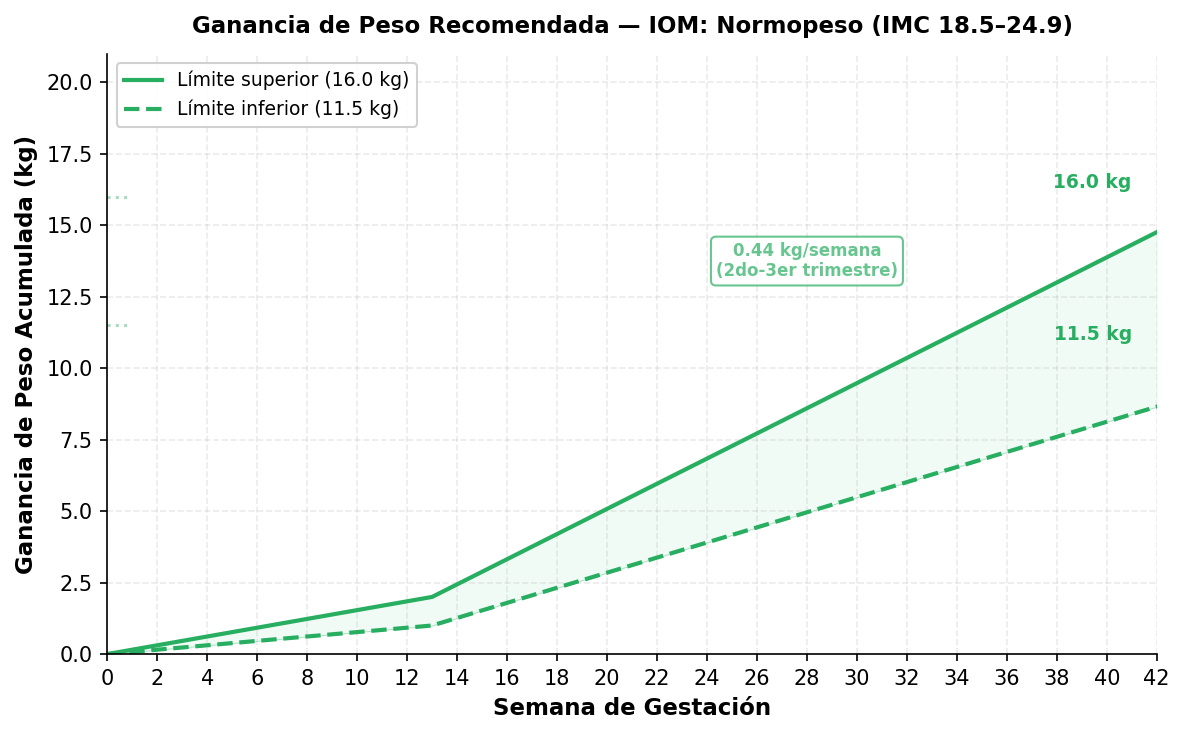 Ganancia de Peso Recomendada — IOM: Normopeso (IMC 18.5–24.9)
Límite superior (16.0 kg)
Límite inferior (11.5 kg)
Ganancia de Peso Acumulada (kg)
20.0
17.5
15.0
12.5
10.0
7.5
5.0
2.5
0.0
16.0 kg
0.44 kg/semana
(2do-3er trimestre)
11.5 kg
0 2 4 6 8 10 12 14 16 18 20 22 24 26 28 30 32 34 36 38 40 42
Semana de Gestación